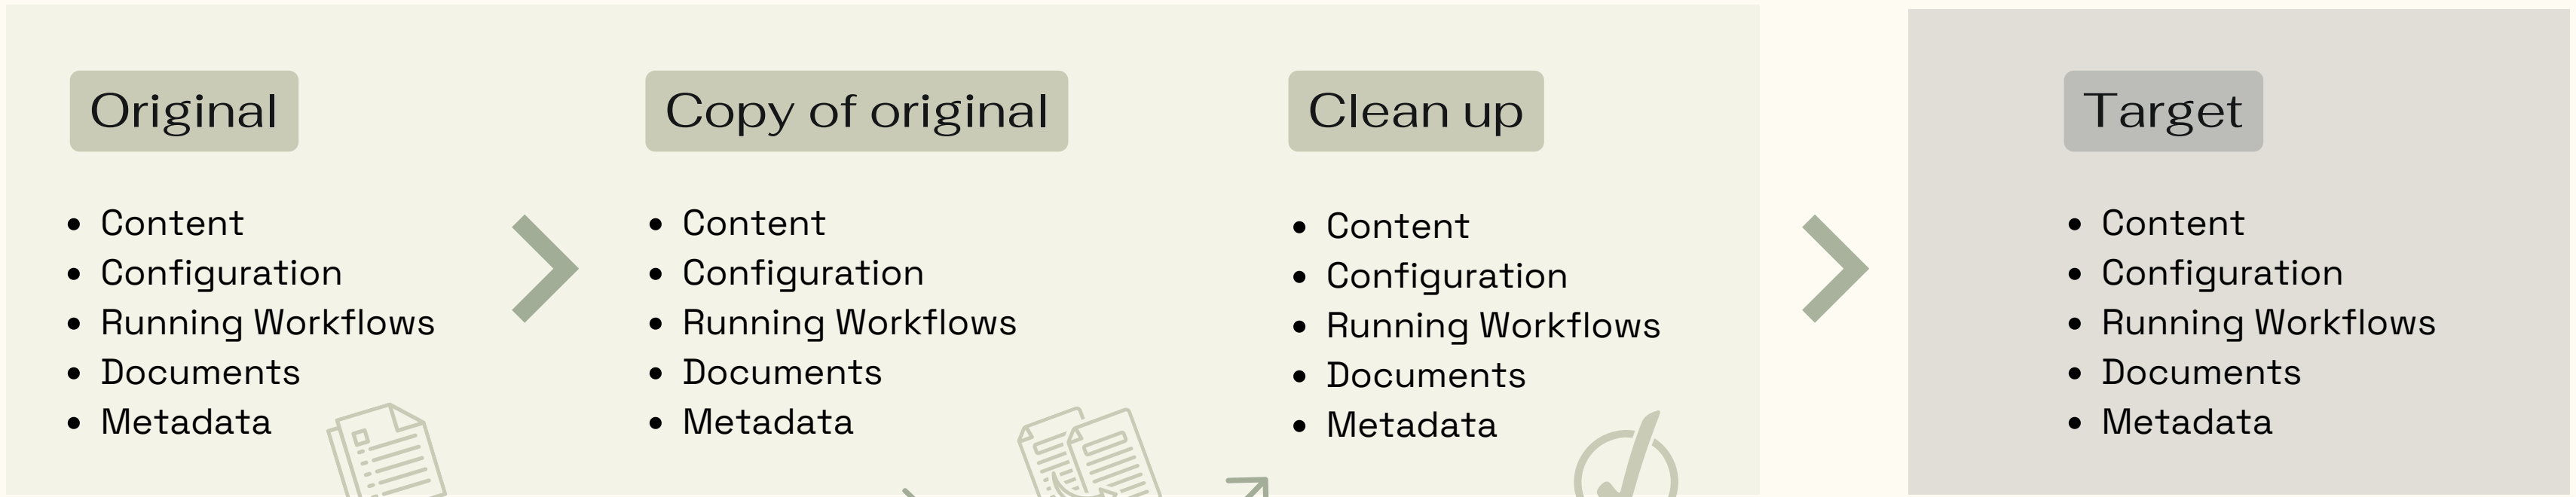 Original
• Content
• Configuration
• Running Workflows
• Documents
• Metadata
Copy of original
• Content
• Configuration
• Running Workflows
• Documents
• Metadata
Clean up
• Content
• Configuration
• Running Workflows
• Documents
• Metadata
Target
• Content
• Configuration
• Running Workflows
• Documents
• Metadata